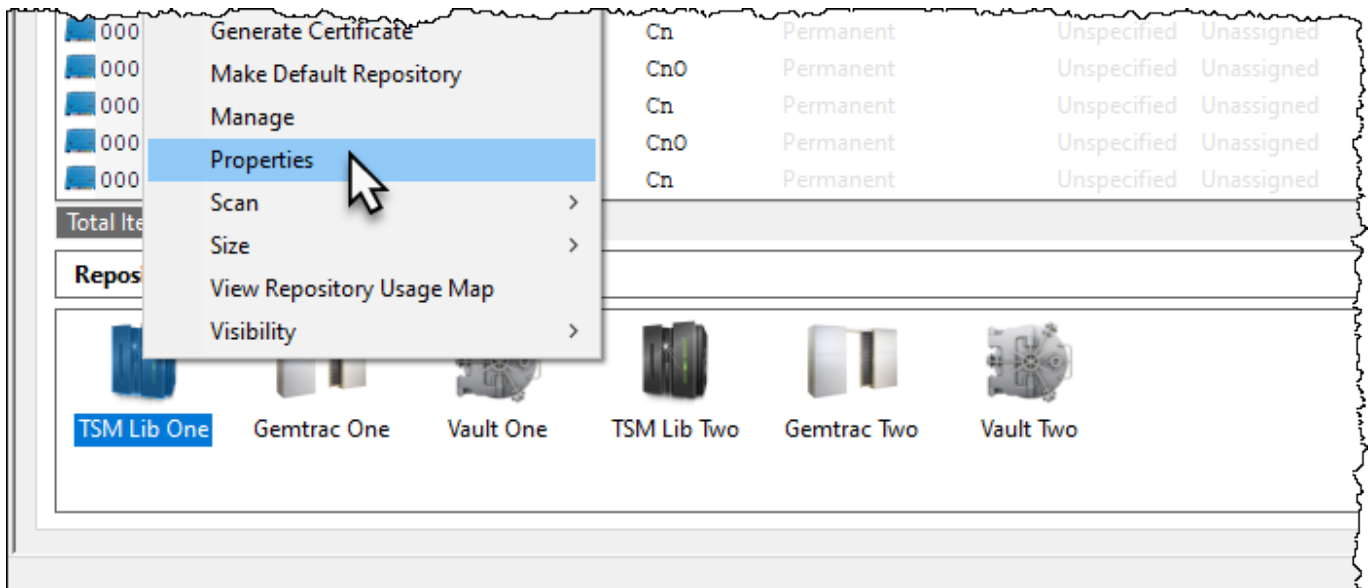 000 Generate Certificate Cn Permanent Unspecified Unassigned
000 Make Default Repository Cn0 Permanent Unspecified Unassigned
000 Manage Cn Permanent Unspecified Unassigned
000 Properties Cn0 Permanent Unspecified Unassigned
000 Scan Cn Permanent Unspecified Unassigned
Total Ite
Size
Reposi
View Repository Usage Map
Visibility
TSM Lib One Gemtrac One Vault One TSM Lib Two Gemtrac Two Vault Two